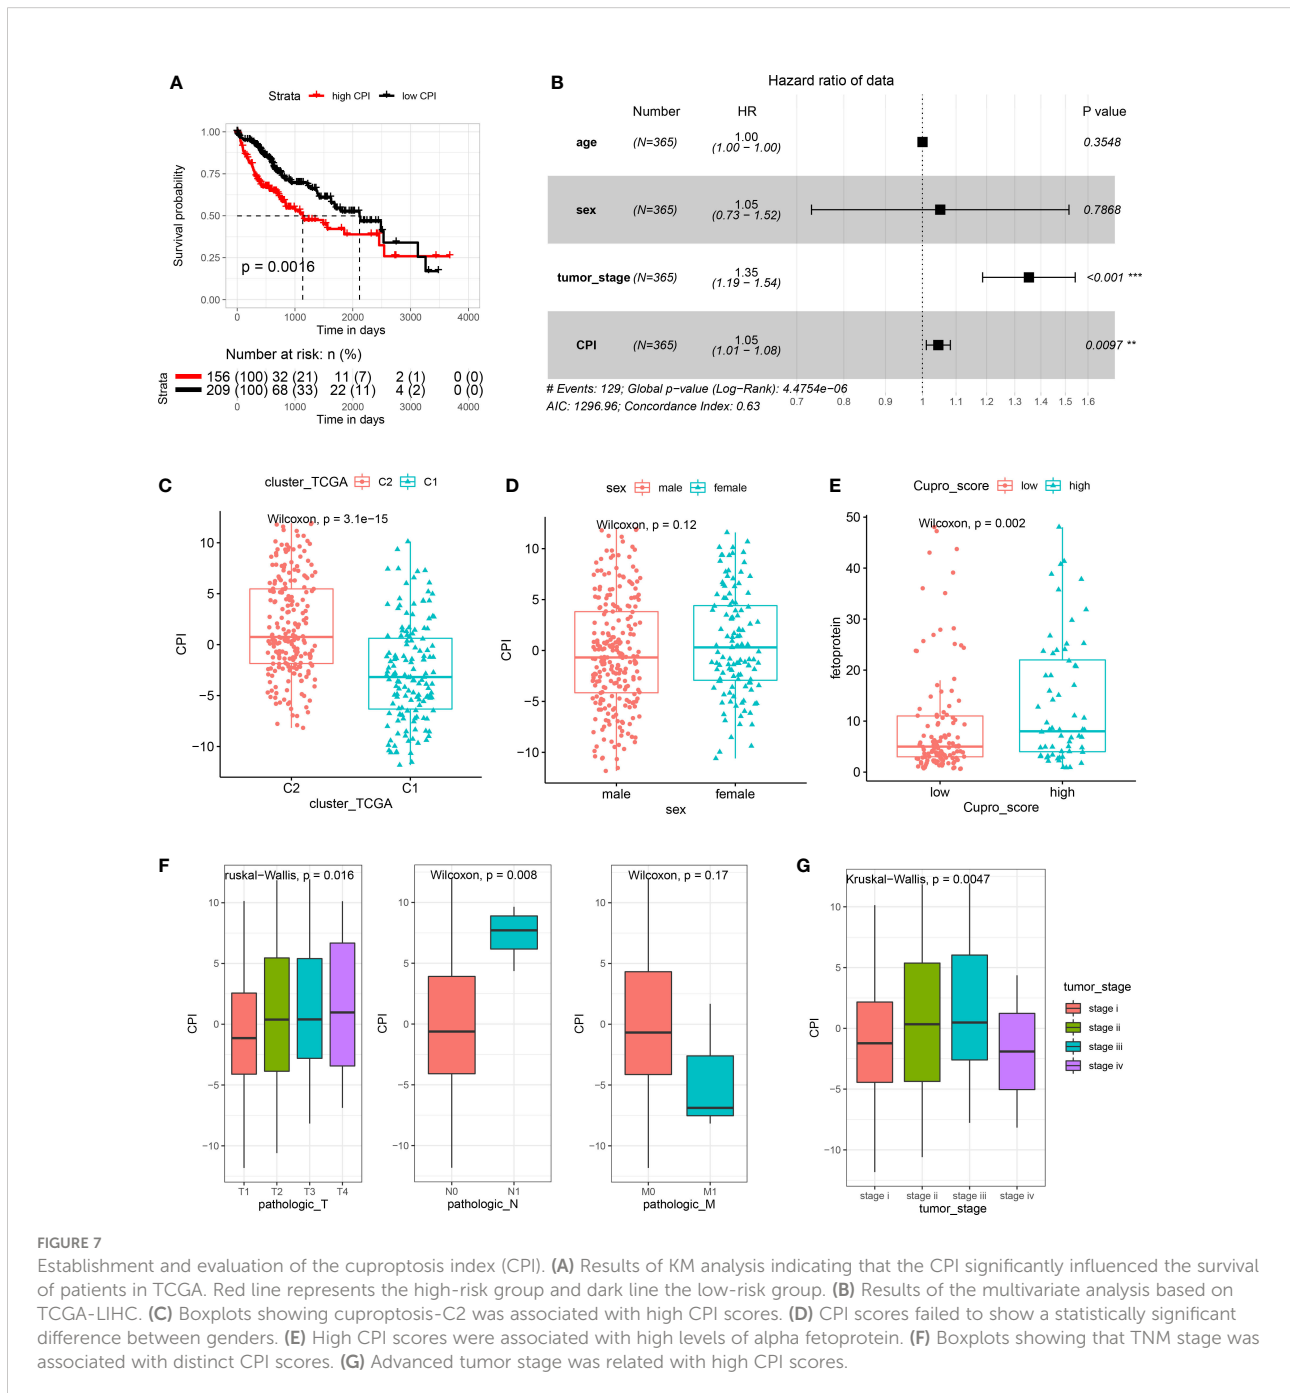 A
Strata high CPI low CPI
1.00
0.75
0.50
0.25
0.00
Survival probability
p = 0.0016
0 1000 2000 3000 4000
Time in days
Number at risk: n (%)
Strata
156 (100) 32 (21) 11 (7) 2 (1) 0 (0)
209 (100) 68 (33) 22 (11) 4 (2) 0 (0)
0 1000 2000 3000 4000
Time in days
B
Hazard ratio of data
Number HR P value
age (N=365) 1.00 0.3548
(1.00 − 1.00)
sex (N=365) 1.05 0.7868
(0.73 − 1.52)
tumor_stage (N=365) 1.35 <0.001 ***
(1.19 − 1.54)
CPI (N=365) 1.05 0.0097 **
(1.01 − 1.08)
# Events: 129; Global p−value (Log−Rank): 4.4754e−06
AIC: 1296.96; Concordance Index: 0.63
0.7 0.8 0.9 1 1.1 1.2 1.3 1.4 1.5 1.6
C
cluster_TCGA C2 C1
Wilcoxon, p = 3.1e−15
10
5
0
−5
−10
CPI
C2 C1
cluster_TCGA
D
sex male female
Wilcoxon, p = 0.12
10
5
0
−5
−10
CPI
male female
sex
E
Cupro_score low high
Wilcoxon, p = 0.002
50
40
30
20
10
0
fetoprotein
low high
Cupro_score
F
ruskal−Wallis, p = 0.016
10
5
0
−5
−10
CPI
T1 T2 T3 T4
pathologic_T
Wilcoxon, p = 0.008
10
5
0
−5
−10
CPI
N0 N1
pathologic_N
Wilcoxon, p = 0.17
10
5
0
−5
−10
CPI
M0 M1
pathologic_M
G
Kruskal−Wallis, p = 0.0047
10
5
0
−5
−10
CPI
stage i stage ii stage iii stage iv
tumor_stage
tumor_stage
stage i
stage ii
stage iii
stage iv
FIGURE 7
Establishment and evaluation of the cuproptosis index (CPI). (A) Results of KM analysis indicating that the CPI significantly influenced the survival
of patients in TCGA. Red line represents the high-risk group and dark line the low-risk group. (B) Results of the multivariate analysis based on
TCGA-LIHC. (C) Boxplots showing cuproptosis-C2 was associated with high CPI scores. (D) CPI scores failed to show a statistically significant
difference between genders. (E) High CPI scores were associated with high levels of alpha fetoprotein. (F) Boxplots showing that TNM stage was
associated with distinct CPI scores. (G) Advanced tumor stage was related with high CPI scores.